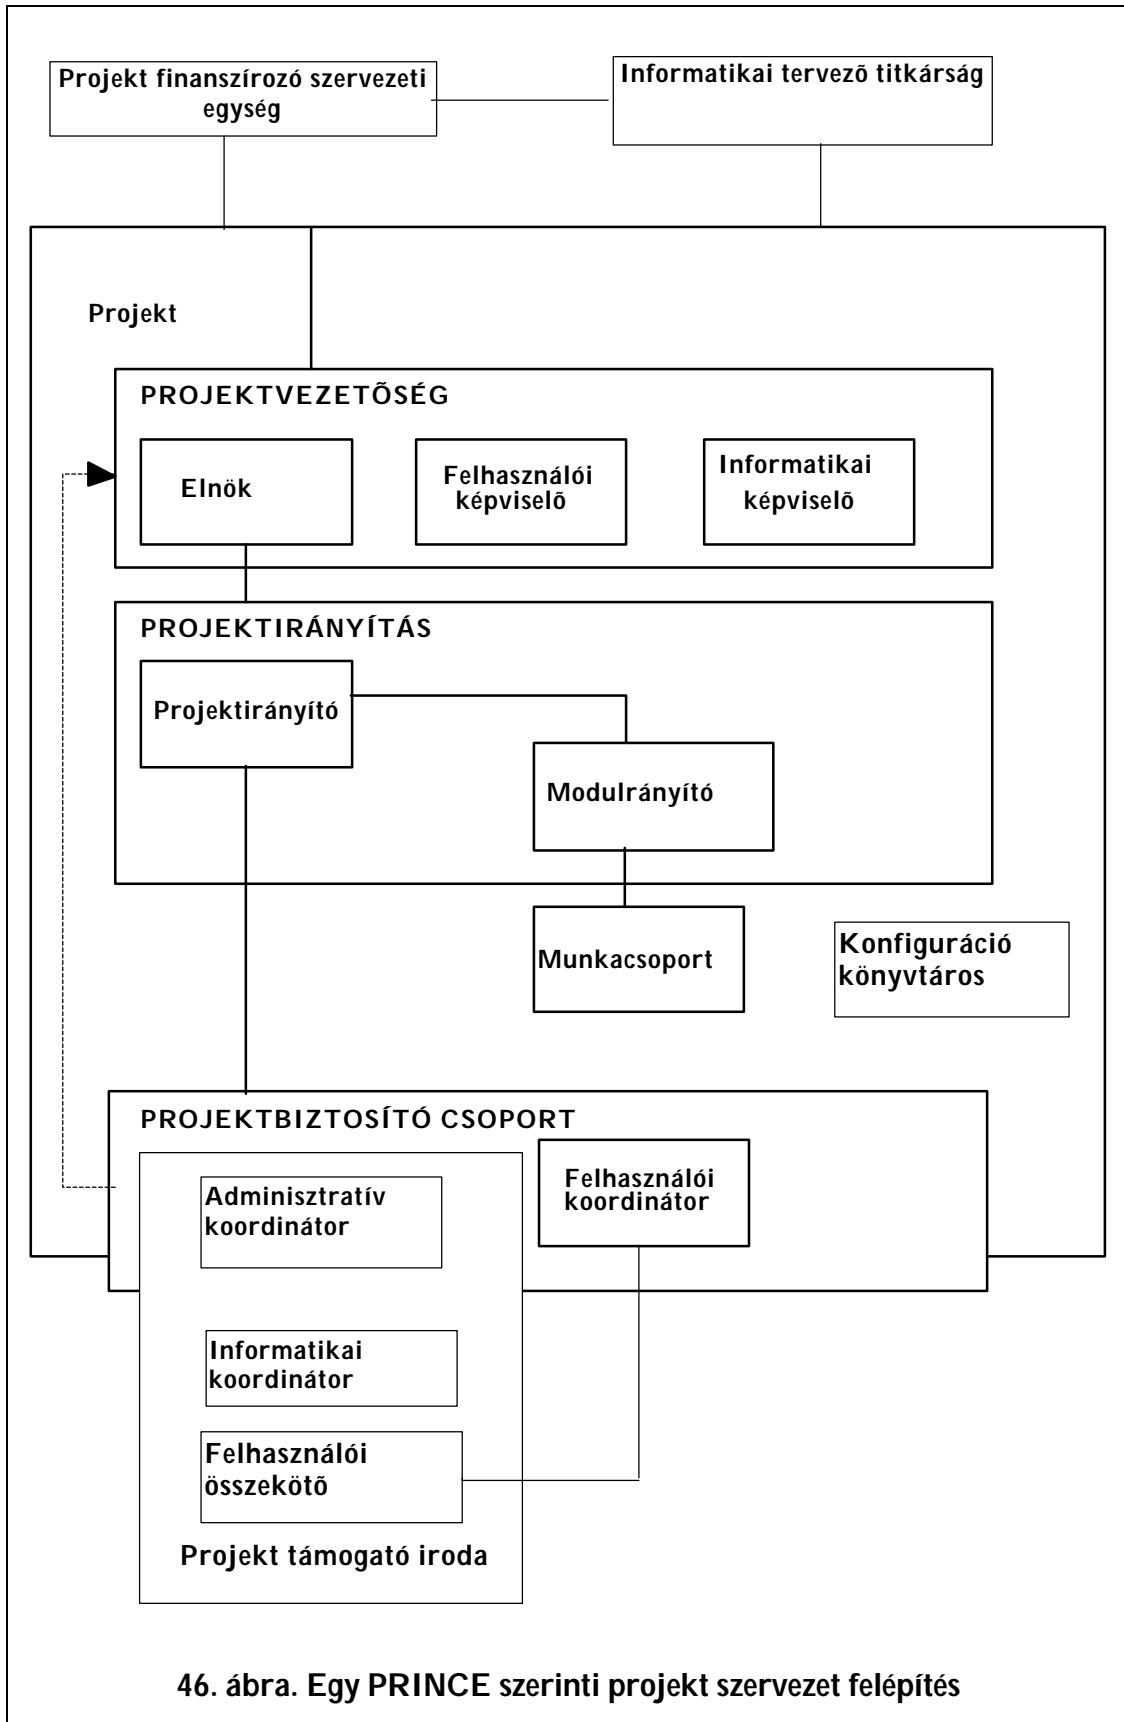 Projekt finanszírozó szervezeti
egység
Informatikai tervezõ titkárság
Projekt
PROJEKTVEZETÕSÉG
Elnök
Felhasználói
képviselõ
Informatikai
képviselõ
PROJEKTIRÁNYÍTÁS
Projektirányító
Modulrányító
Munkacsoport
Konfiguráció
könyvtáros
PROJEKTBIZTOSÍTÓ CSOPORT
Adminisztratív
koordinátor
Felhasználói
koordinátor
Informatikai
koordinátor
Felhasználói
összekötõ
Projekt támogató iroda
46. ábra. Egy PRINCE szerinti projekt szervezet felépítés